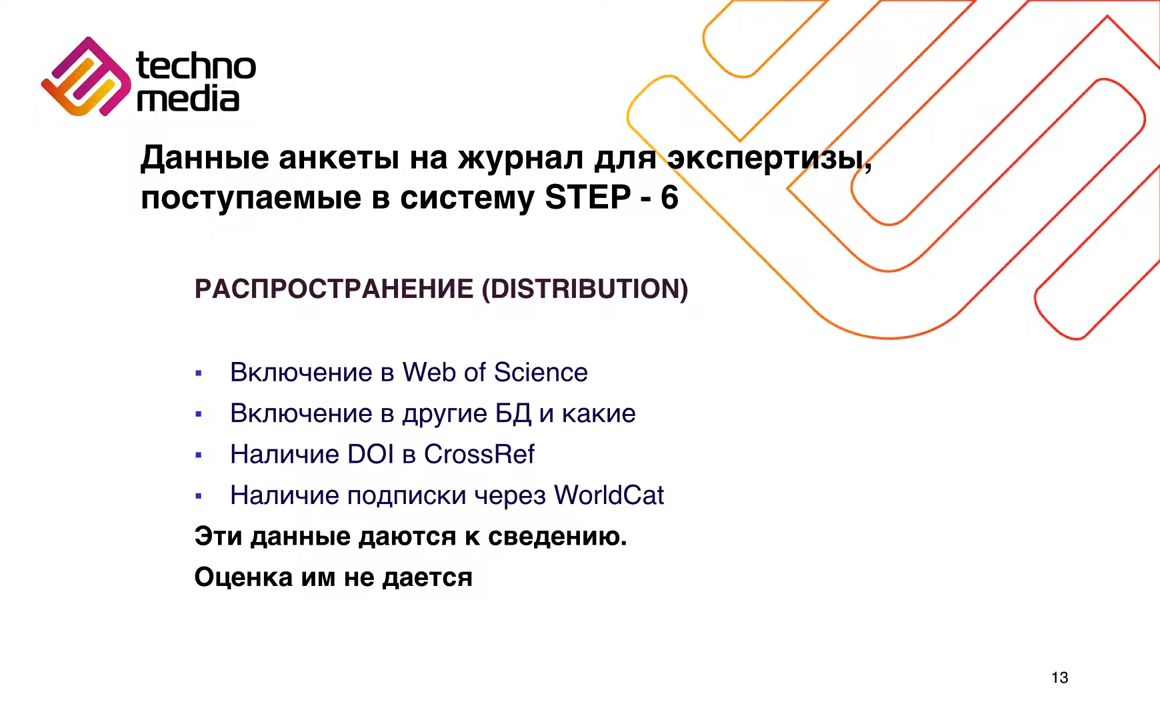 techno
media
Данные анкеты на журнал для экспертизы,
поступаемые в систему STEP - 6
РАСПРОСТРАНЕНИЕ (DISTRIBUTION)
▪ Включение в Web of Science
▪ Включение в другие БД и какие
▪ Наличие DOI в CrossRef
▪ Наличие подписки через WorldCat
Эти данные даются к сведению.
Оценка им не дается
13